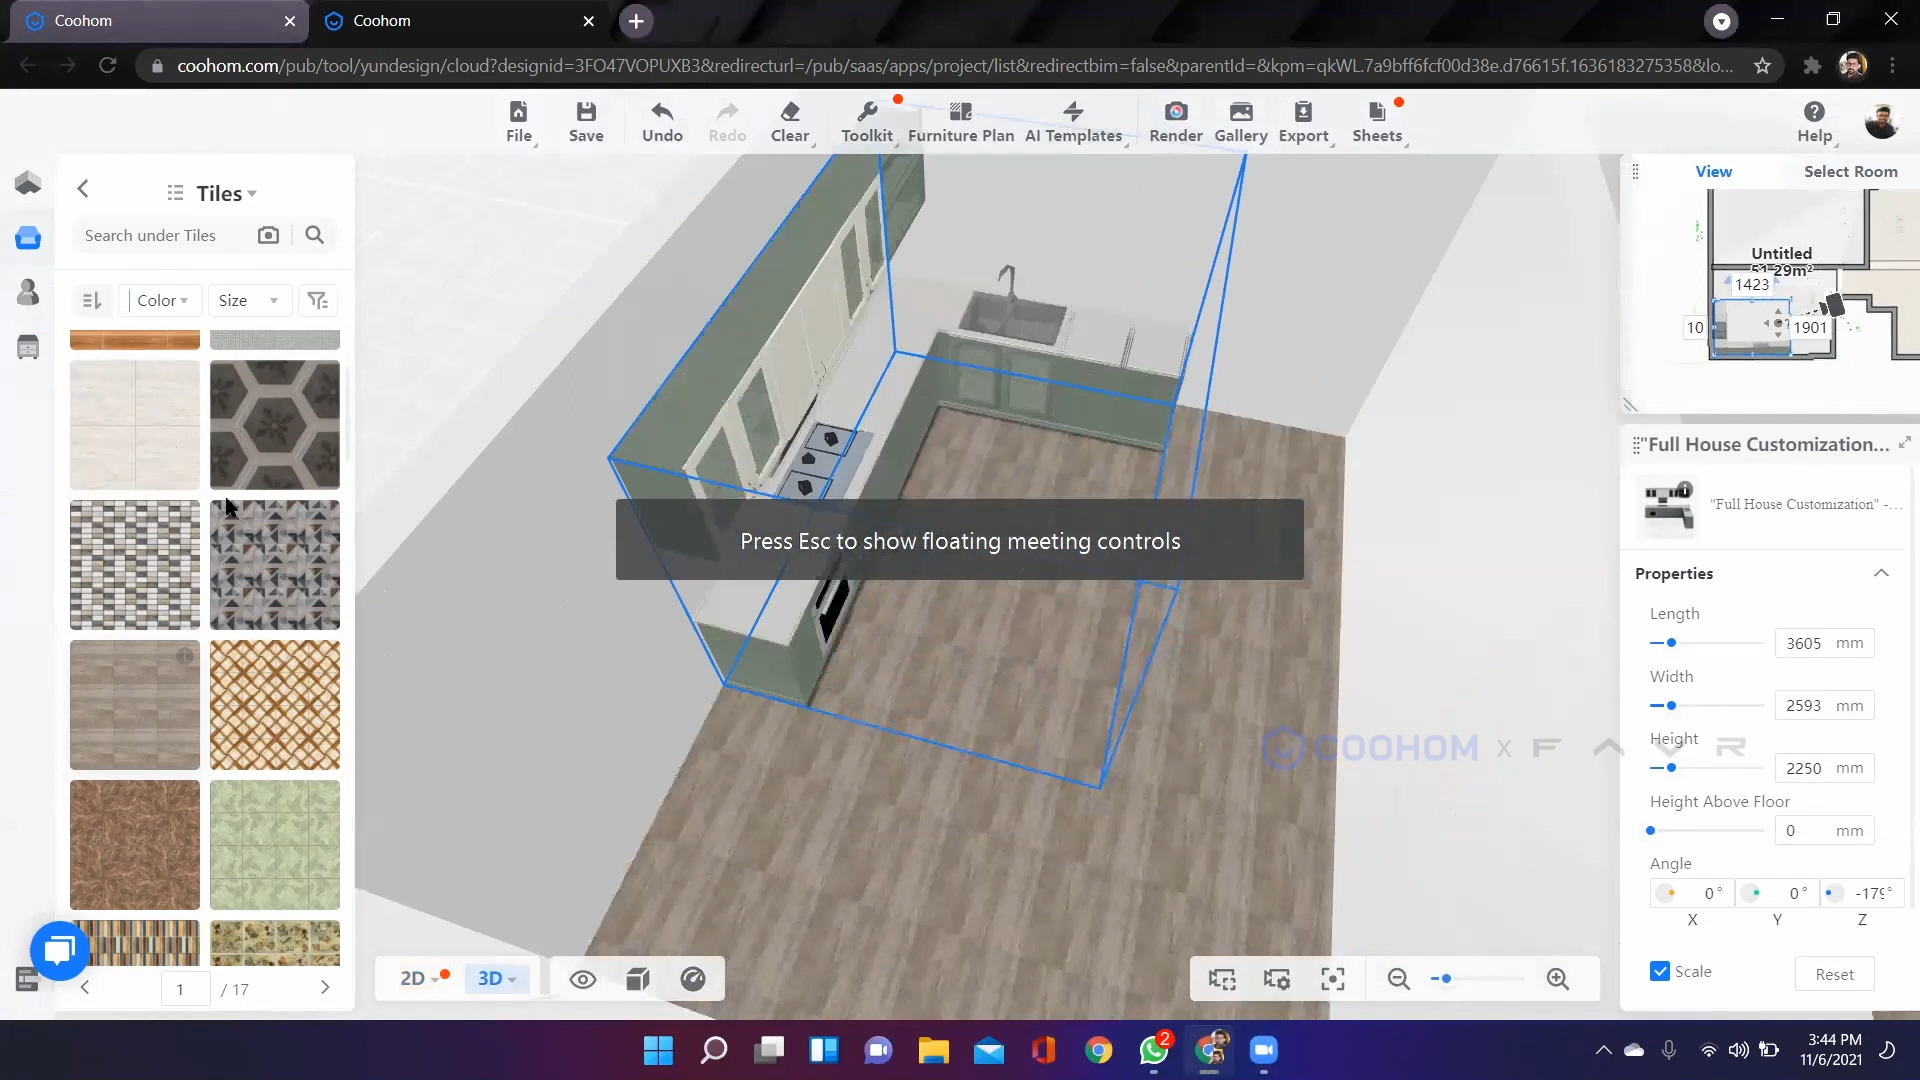 Coohom
Coohom
coohom.com/pub/tool/yundesign/cloud?designid=3FO47VOPUXB3&redirecturl=/pub/saas/apps/project/list&redirectbim=false&parentId=&kpm=qkWL.7a9bff6fcf00d38e.d76615f.1636183275358&lo...
File
Save
Undo
Redo
Clear
Toolkit
Furniture Plan
AI Templates
Render
Gallery
Export
Sheets
Help
Tiles
Search under Tiles
Color
Size
1 / 17
Press Esc to show floating meeting controls
COOHOM X F A V R
2D
3D
View
Select Room
Untitled
51.29m²
1423
10
1901
"Full House Customization...
"Full House Customization" -...
Properties
Length
3605 mm
Width
2593 mm
Height
2250 mm
Height Above Floor
0 mm
Angle
0°
0°
-179°
X
Y
Z
Scale
Reset
2
3:44 PM
11/6/2021